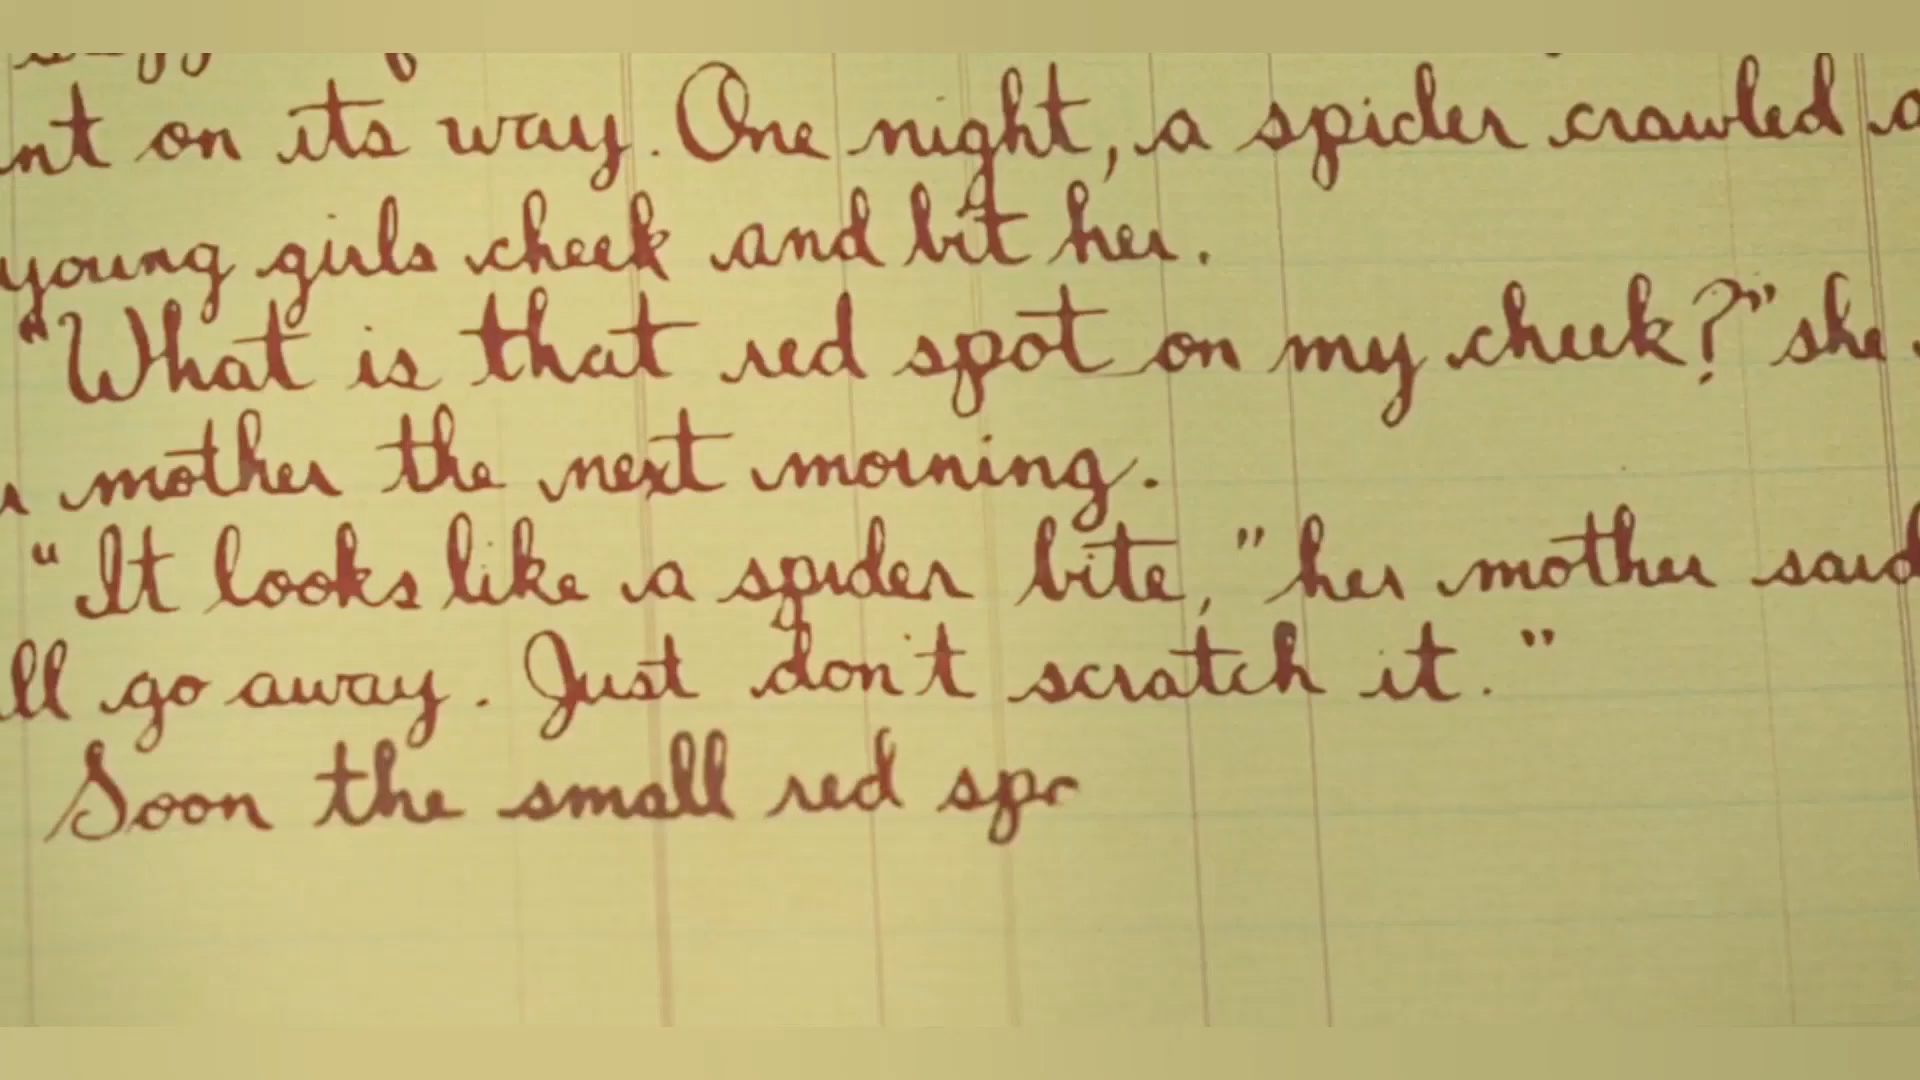 nt on its way. One night, a spider crawled
young girls cheek and bit her.
"What is that red spot on my cheek?" she
mother the next morning.
"It looks like a spider bite," her mother said
ll go away. Just don't scratch it."
Soon the small red spo